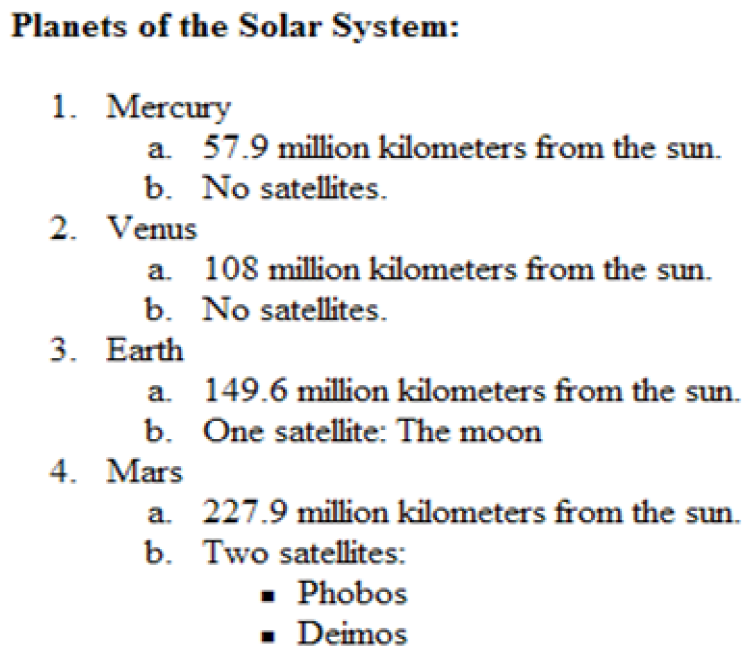 Planets of the Solar System:
1. Mercury
a. 57.9 million kilometers from the sun.
b. No satellites.
2. Venus
a. 108 million kilometers from the sun.
b. No satellites.
3. Earth
a. 149.6 million kilometers from the sun.
b. One satellite: The moon
4. Mars
a. 227.9 million kilometers from the sun.
b. Two satellites:
▪ Phobos
▪ Deimos